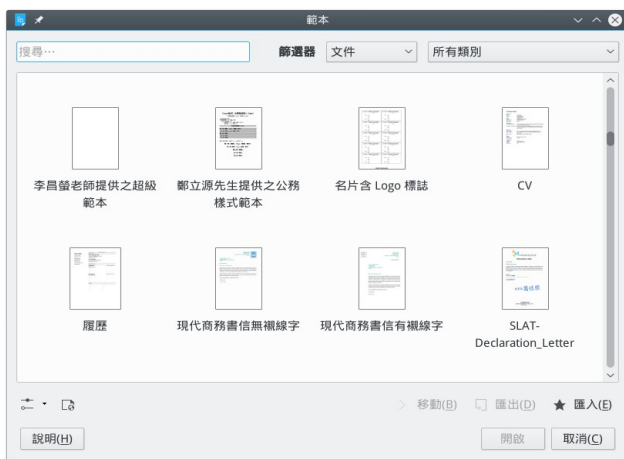 範本
搜尋…
篩選器
文件
所有類別
李昌螢老師提供之超級
範本
鄭立源先生提供之公務
樣式範本
名片含 Logo 標誌
CV
履歷
現代商務書信無襯線字
現代商務書信有襯線字
SLAT-
Declaration_Letter
移動(B)
匯出(D)
匯入(E)
說明(H)
開啟
取消(C)